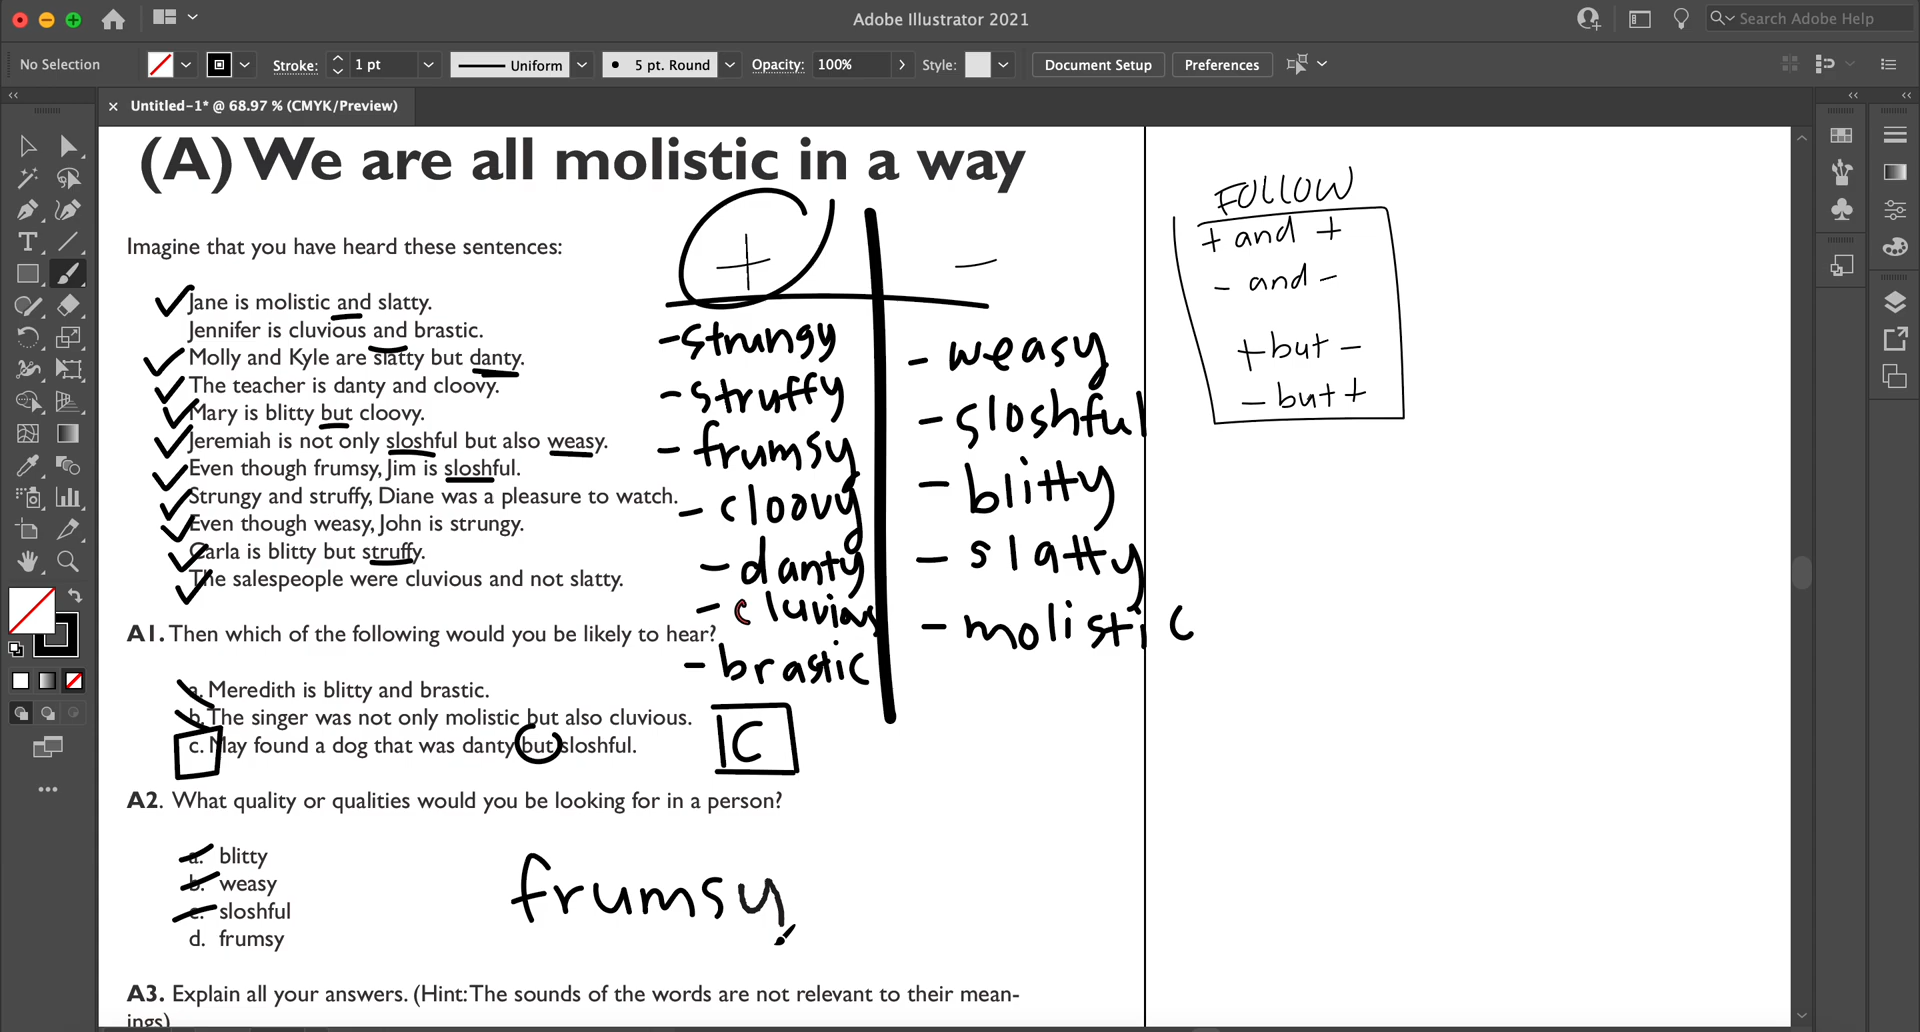 Adobe Illustrator 2021
Search Adobe Help
No Selection
Stroke:
1 pt
Uniform
5 pt. Round
Opacity:
100%
Style:
Document Setup
Preferences
Untitled-1* @ 68.97 % (CMYK/Preview)
(A) We are all molistic in a way
Imagine that you have heard these sentences:
Jane is molistic and slatty.
Jennifer is cluvious and brastic.
Molly and Kyle are slatty but danty.
The teacher is danty and cloovy.
Mary is blitty but cloovy.
Jeremiah is not only sloshful but also weasy.
Even though frumsy, Jim is sloshful.
Strungy and struffy, Diane was a pleasure to watch.
Even though weasy, John is strungy.
Carla is blitty but struffy.
The salespeople were cluvious and not slatty.
+
-strungy
-struffy
-frumsy
-cloovy
-danty
-cluvious
-brastic
-
-weasy
-sloshful
-blitty
-slatty
-molistic
FOLLOW
+ and +
- and -
+ but -
- but +
A1. Then which of the following would you be likely to hear?
a. Meredith is blitty and brastic.
b. The singer was not only molistic but also cluvious.
c. May found a dog that was danty but sloshful.
C
A2. What quality or qualities would you be looking for in a person?
a. blitty
b. weasy
c. sloshful
d. frumsy
frumsy
A3. Explain all your answers. (Hint: The sounds of the words are not relevant to their mean-
ings)